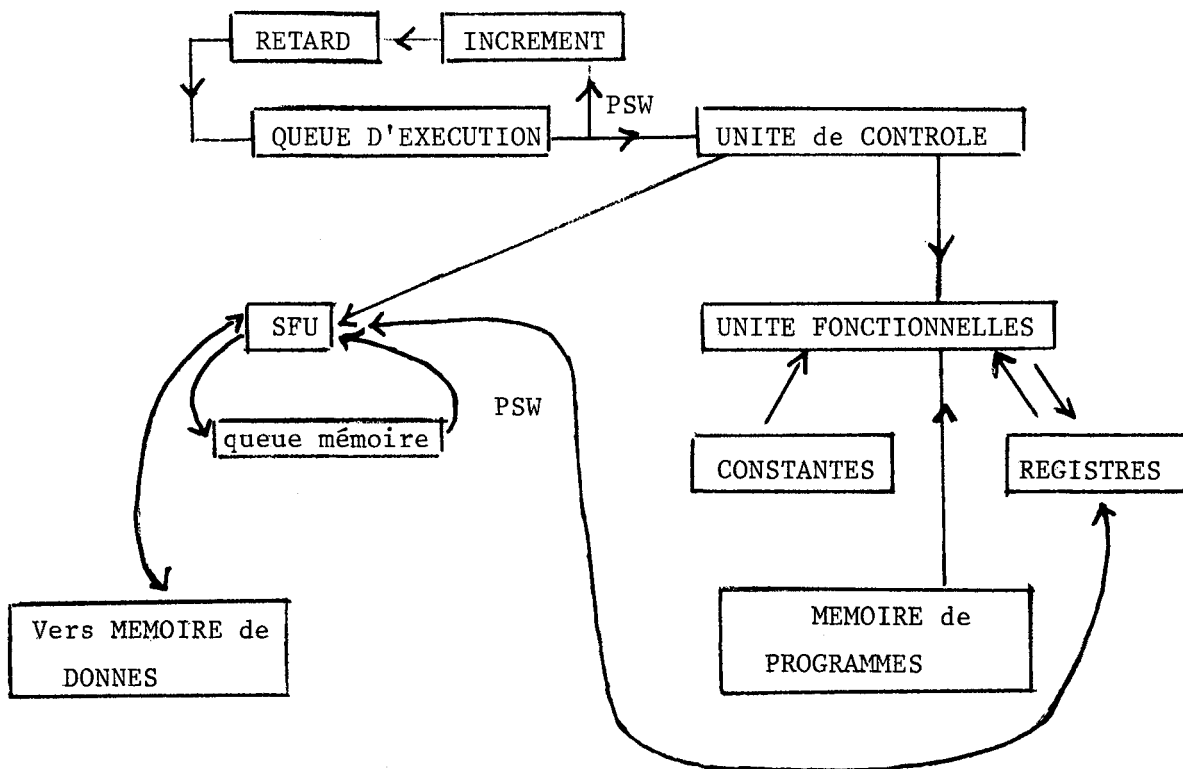 RETARD
INCREMENT
PSW
QUEUE D'EXECUTION
UNITE de CONTROLE
SFU
UNITE FONCTIONNELLES
PSW
queue mémoire
CONSTANTES
REGISTRES
Vers MEMOIRE de
DONNES
MEMOIRE de
PROGRAMMES